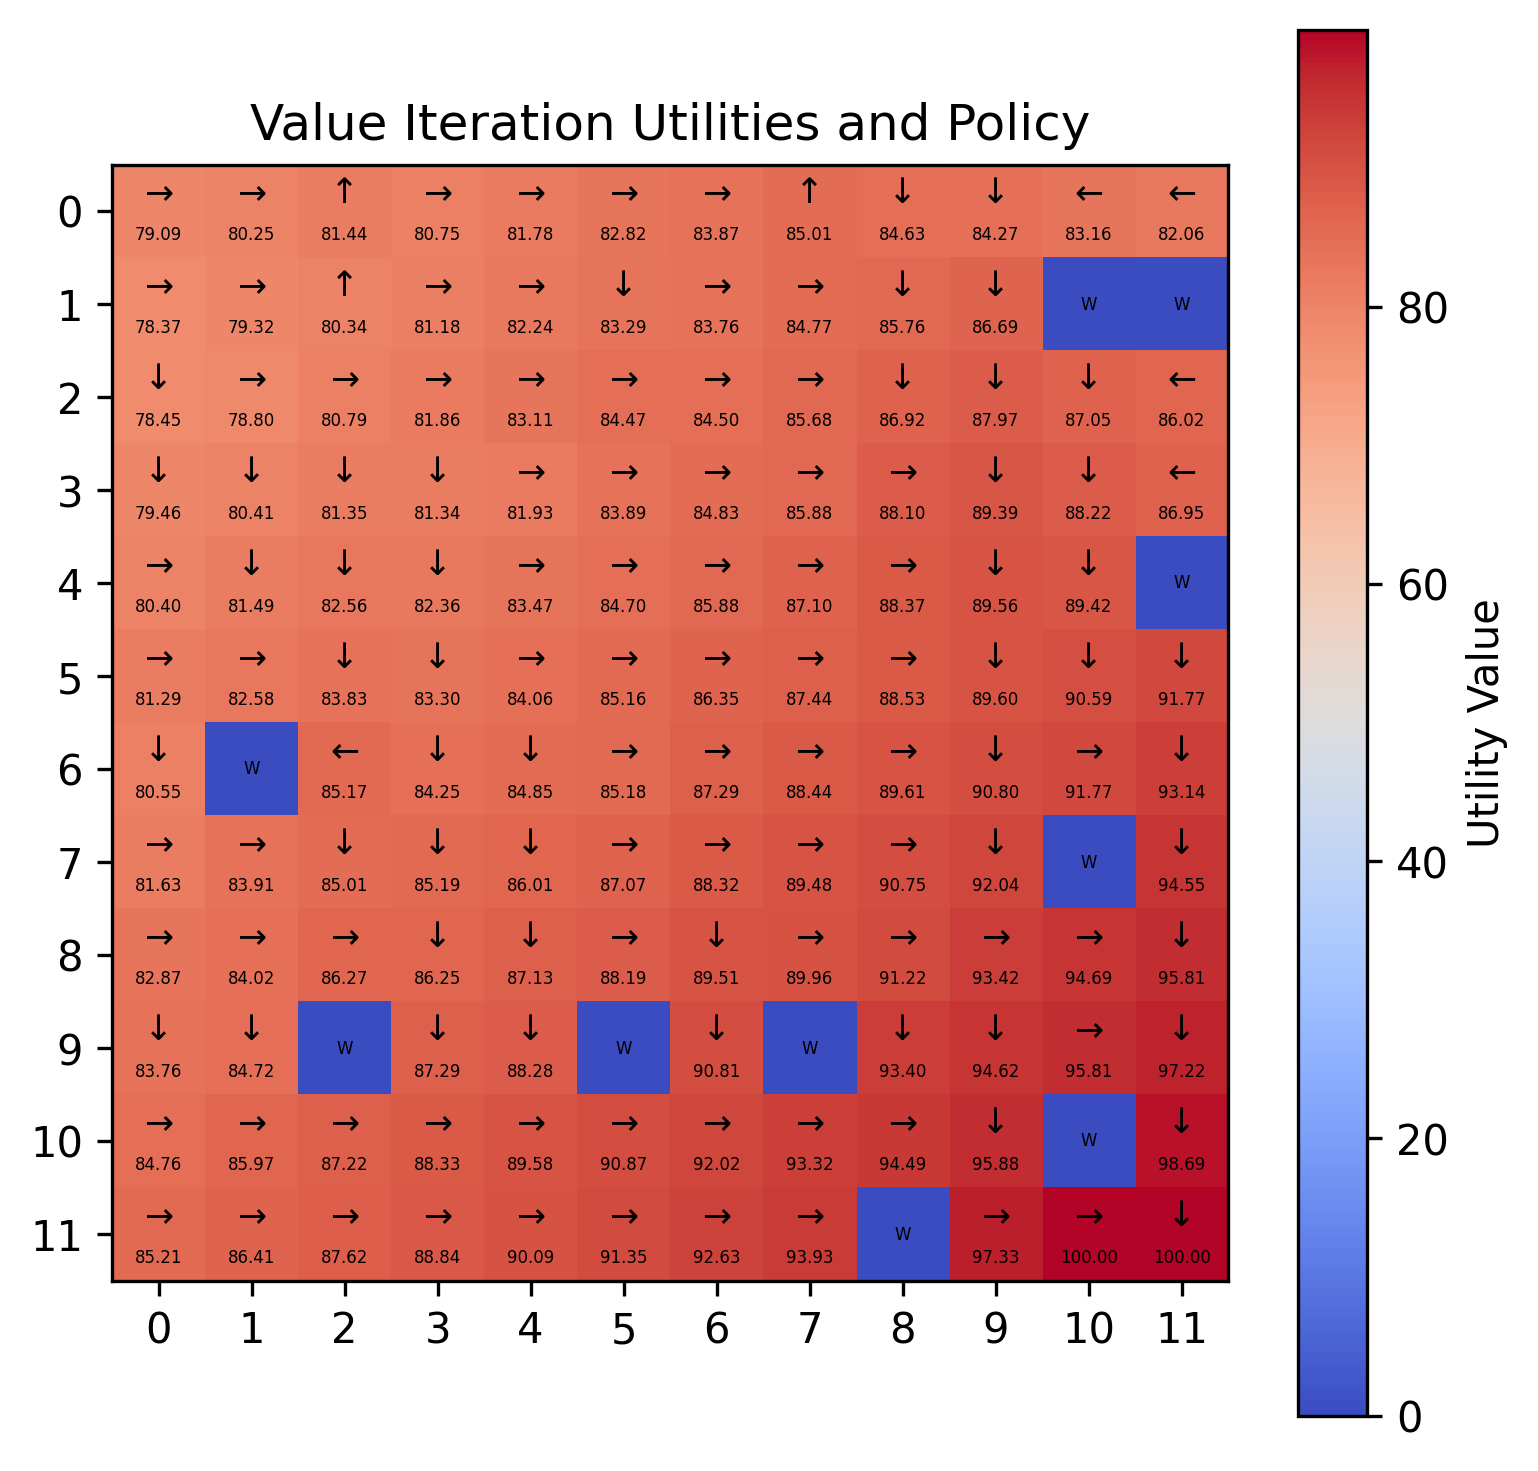 Value Iteration Utilities and Policy
0 → → ↑ → → → → ↑ ↓ ↓ ← ←
79.09 80.25 81.44 80.75 81.78 82.82 83.87 85.01 84.63 84.27 83.16 82.06
1 → → ↑ → → ↓ → → ↓ ↓ W W
78.37 79.32 80.34 81.18 82.24 83.29 83.76 84.77 85.76 86.69
2 ↓ → → → → → → → ↓ ↓ ↓ ←
78.45 78.80 80.79 81.86 83.11 84.47 84.50 85.68 86.92 87.97 87.05 86.02
3 ↓ ↓ ↓ ↓ → → → → → ↓ ↓ ←
79.46 80.41 81.35 81.34 81.93 83.89 84.83 85.88 88.10 89.39 88.22 86.95
4 → ↓ ↓ ↓ → → → → → ↓ ↓ W
80.40 81.49 82.56 82.36 83.47 84.70 85.88 87.10 88.37 89.56 89.42
5 → → ↓ ↓ → → → → → ↓ ↓ ↓
81.29 82.58 83.83 83.30 84.06 85.16 86.35 87.44 88.53 89.60 90.59 91.77
6 ↓ W ← ↓ ↓ → → → → ↓ → ↓
80.55 85.17 84.25 84.85 85.18 87.29 88.44 89.61 90.80 91.77 93.14
7 → → ↓ ↓ ↓ → → → → ↓ W ↓
81.63 83.91 85.01 85.19 86.01 87.07 88.32 89.48 90.75 92.04 94.55
8 → → → ↓ ↓ → ↓ → → → → ↓
82.87 84.02 86.27 86.25 87.13 88.19 89.51 89.96 91.22 93.42 94.69 95.81
9 ↓ ↓ W ↓ ↓ W ↓ W ↓ ↓ → ↓
83.76 84.72 87.29 88.28 90.81 93.40 94.62 95.81 97.22
10 → → → → → → → → → ↓ W ↓
84.76 85.97 87.22 88.33 89.58 90.87 92.02 93.32 94.49 95.88 98.69
11 → → → → → → → → W → → ↓
85.21 86.41 87.62 88.84 90.09 91.35 92.63 93.93 97.33 100.00 100.00
0 1 2 3 4 5 6 7 8 9 10 11
80
60
40
20
0
Utility Value